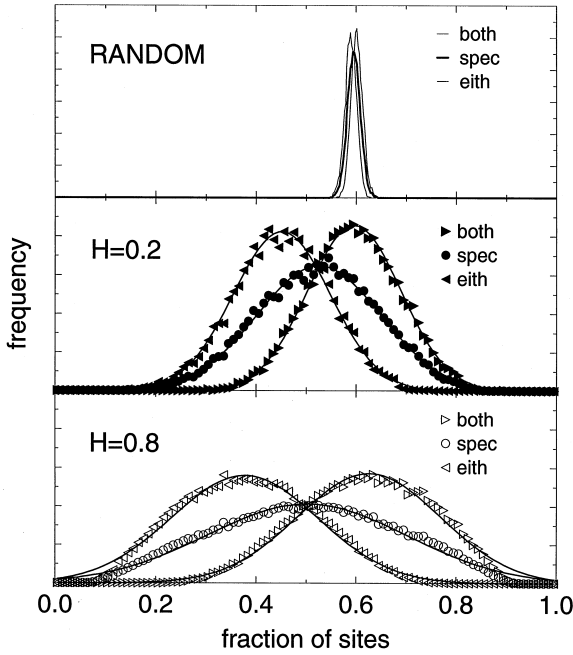 RANDOM
both
spec
eith
H=0.2
both
spec
eith
H=0.8
both
spec
eith
frequency
0.0 0.2 0.4 0.6 0.8 1.0
fraction of sites